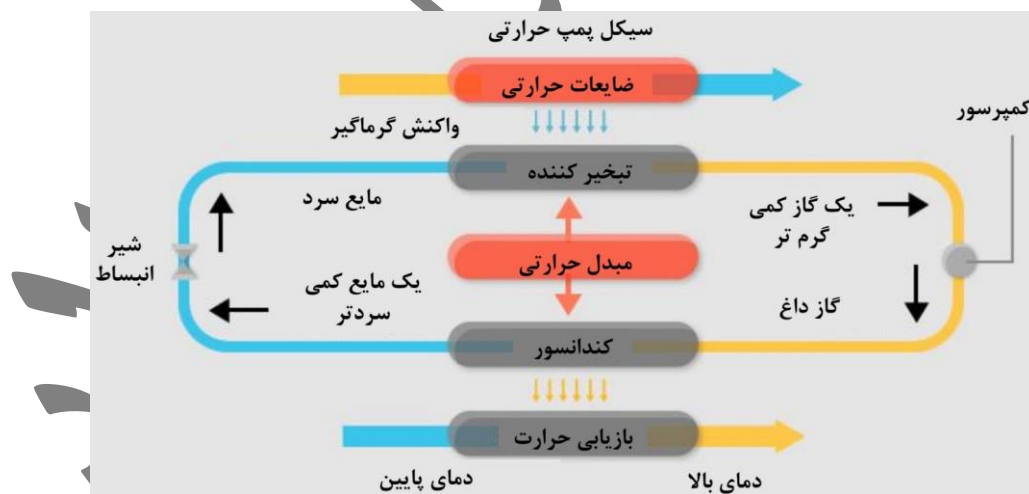 سیکل پمپ حرارتی
ضایعات حرارتی
کمپرسور
واکنش گرماگیر
تبخیر کننده
مایع سرد
یک گاز کمی
گرم تر
شیر
انبساط
مبدل حرارتی
یک مایع کمی
سردتر
گاز داغ
کندانسور
بازیابی حرارت
دمای بالا
دمای پایین